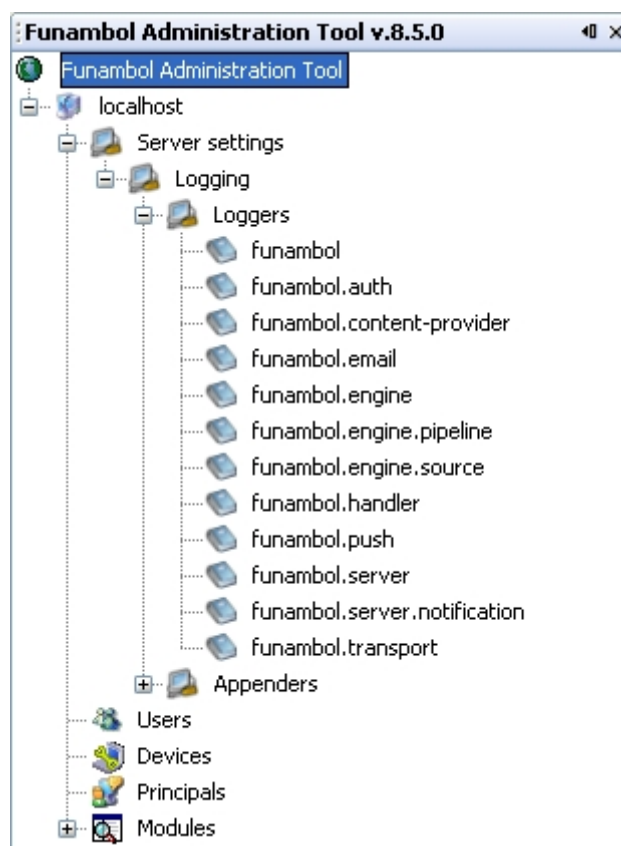 Funambol Administration Tool v.8.5.0
Funambol Administration Tool
localhost
Server settings
Logging
Loggers
funambol
funambol.auth
funambol.content-provider
funambol.email
funambol.engine
funambol.engine.pipeline
funambol.engine.source
funambol.handler
funambol.push
funambol.server
funambol.server.notification
funambol.transport
Appenders
Users
Devices
Principals
Modules